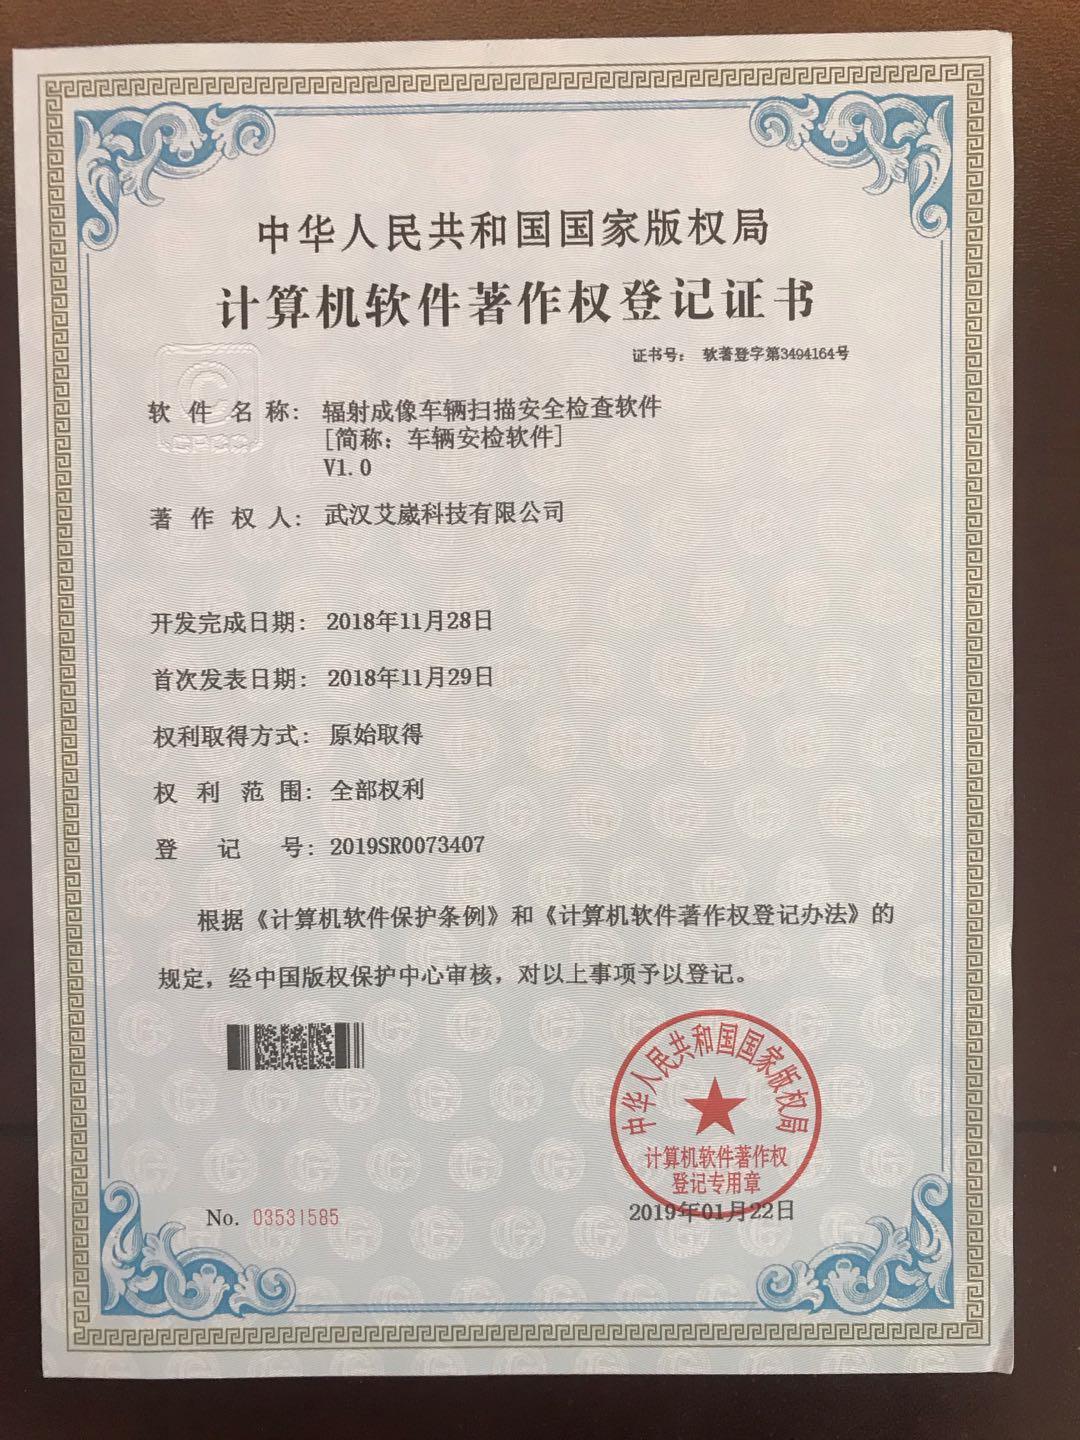 中华人民共和国国家版权局
计算机软件著作权登记证书
证书号： 软著登字第3494164号
软件名称： 辐射成像车辆扫描安全检查软件
[简称：车辆安检软件]
V1.0
著作权人： 武汉艾崴科技有限公司
开发完成日期： 2018年11月28日
首次发表日期： 2018年11月29日
权利取得方式： 原始取得
权利范围： 全部权利
登记号： 2019SR0073407
根据《计算机软件保护条例》和《计算机软件著作权登记办法》的
规定，经中国版权保护中心审核，对以上事项予以登记。
中华人民共和国国家版权局
计算机软件著作权
登记专用章
No. 03531585
2019年01月22日